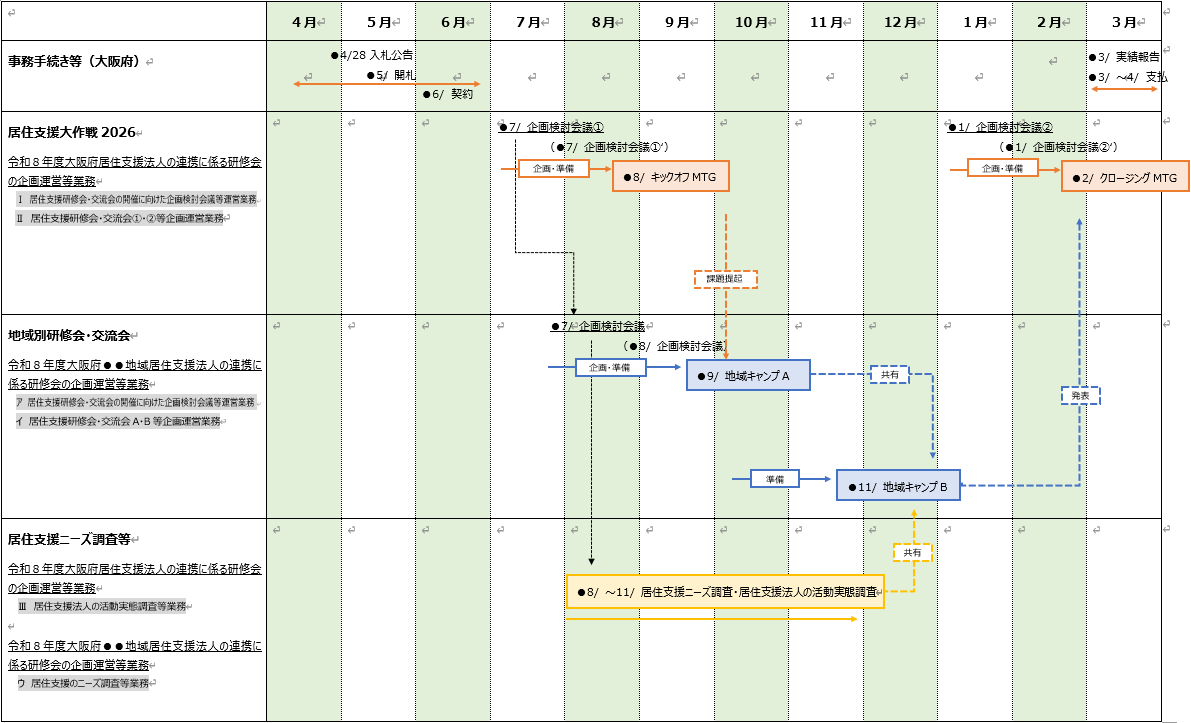 4月 5月 6月 7月 8月 9月 10月 11月 12月 1月 2月 3月
事務手続き等（大阪府）
●4/28 入札公告
●5/ 開札
●6/ 契約
●3/ 実績報告
●3/ ～4/ 支払
居住支援大作戦2026
令和８年度大阪府居住支援法人の連携に係る研修会
の企画運営等業務
Ⅰ 居住支援研修会・交流会の開催に向けた企画検討会議等運営業務
Ⅱ 居住支援研修会・交流会①・②等企画運営業務
●7/ 企画検討会議①
（●7/ 企画検討会議①’）
企画・準備
●8/ キックオフMTG
●1/ 企画検討会議②
（●1/ 企画検討会議②’）
企画・準備
●2/ クロージングMTG
課題提起
地域別研修会・交流会
令和８年度大阪府●●地域居住支援法人の連携に
係る研修会の企画運営等業務
ア 居住支援研修会・交流会の開催に向けた企画検討会議等運営業務
イ 居住支援研修会・交流会A・B等企画運営業務
●7/ 企画検討会議
（●8/ 企画検討会議）
企画・準備
●9/ 地域キャンプA
共有
発表
準備
●11/ 地域キャンプB
居住支援ニーズ調査等
令和８年度大阪府居住支援法人の連携に係る研修会
の企画運営等業務
Ⅲ 居住支援法人の活動実態調査等業務
令和８年度大阪府●●地域居住支援法人の連携に
係る研修会の企画運営等業務
ウ 居住支援のニーズ調査等業務
共有
●8/ ～11/ 居住支援ニーズ調査・居住支援法人の活動実態調査